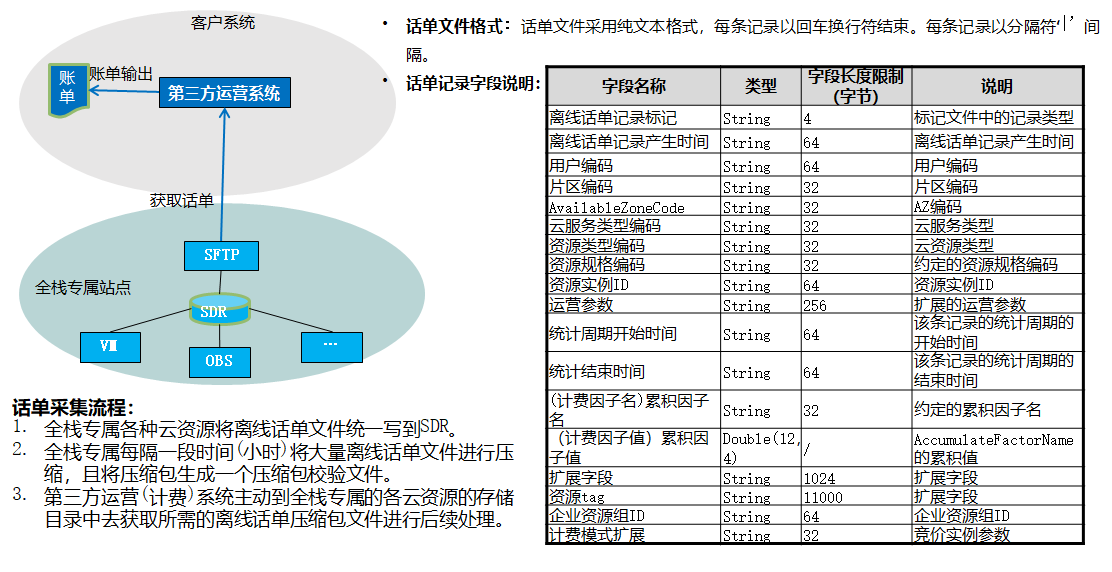 客户系统
账单
账单输出
第三方运营系统
获取话单
SFTP
全栈专属站点
SDR
VM
OBS
...
话单采集流程：
1. 全栈专属各种云资源将离线话单文件统一写到SDR。
2. 全栈专属每隔一段时间(小时)将大量离线话单文件进行压
缩，且将压缩包生成一个压缩包校验文件。
3. 第三方运营(计费)系统主动到全栈专属的各云资源的存储
目录中去获取所需的离线话单压缩包文件进行后续处理。
• 话单文件格式：话单文件采用纯文本格式，每条记录以回车换行符结束。每条记录以分隔符‘|’ 间
隔。
• 话单记录字段说明：
字段名称 类型 字段长度限制（字节） 说明
离线话单记录标记 String 4 标记文件中的记录类型
离线话单记录产生时间 String 64 离线话单记录产生时间
用户编码 String 64 用户编码
片区编码 String 32 片区编码
AvailableZoneCode String 32 AZ编码
云服务类型编码 String 32 云服务类型
资源类型编码 String 32 云资源类型
资源规格编码 String 32 约定的资源规格编码
资源实例ID String 64 资源实例ID
运营参数 String 256 扩展的运营参数
统计周期开始时间 String 64 该条记录的统计周期的开始时间
统计结束时间 String 64 该条记录的统计周期的结束时间
(计费因子名)累积因子名 String 32 约定的累积因子名
（计费因子值）累积因子值 Double(12,4) / AccumulateFactorName的累积值
扩展字段 String 1024 扩展字段
资源tag String 11000 扩展字段
企业资源组ID String 64 企业资源组ID
计费模式扩展 String 32 竞价实例参数